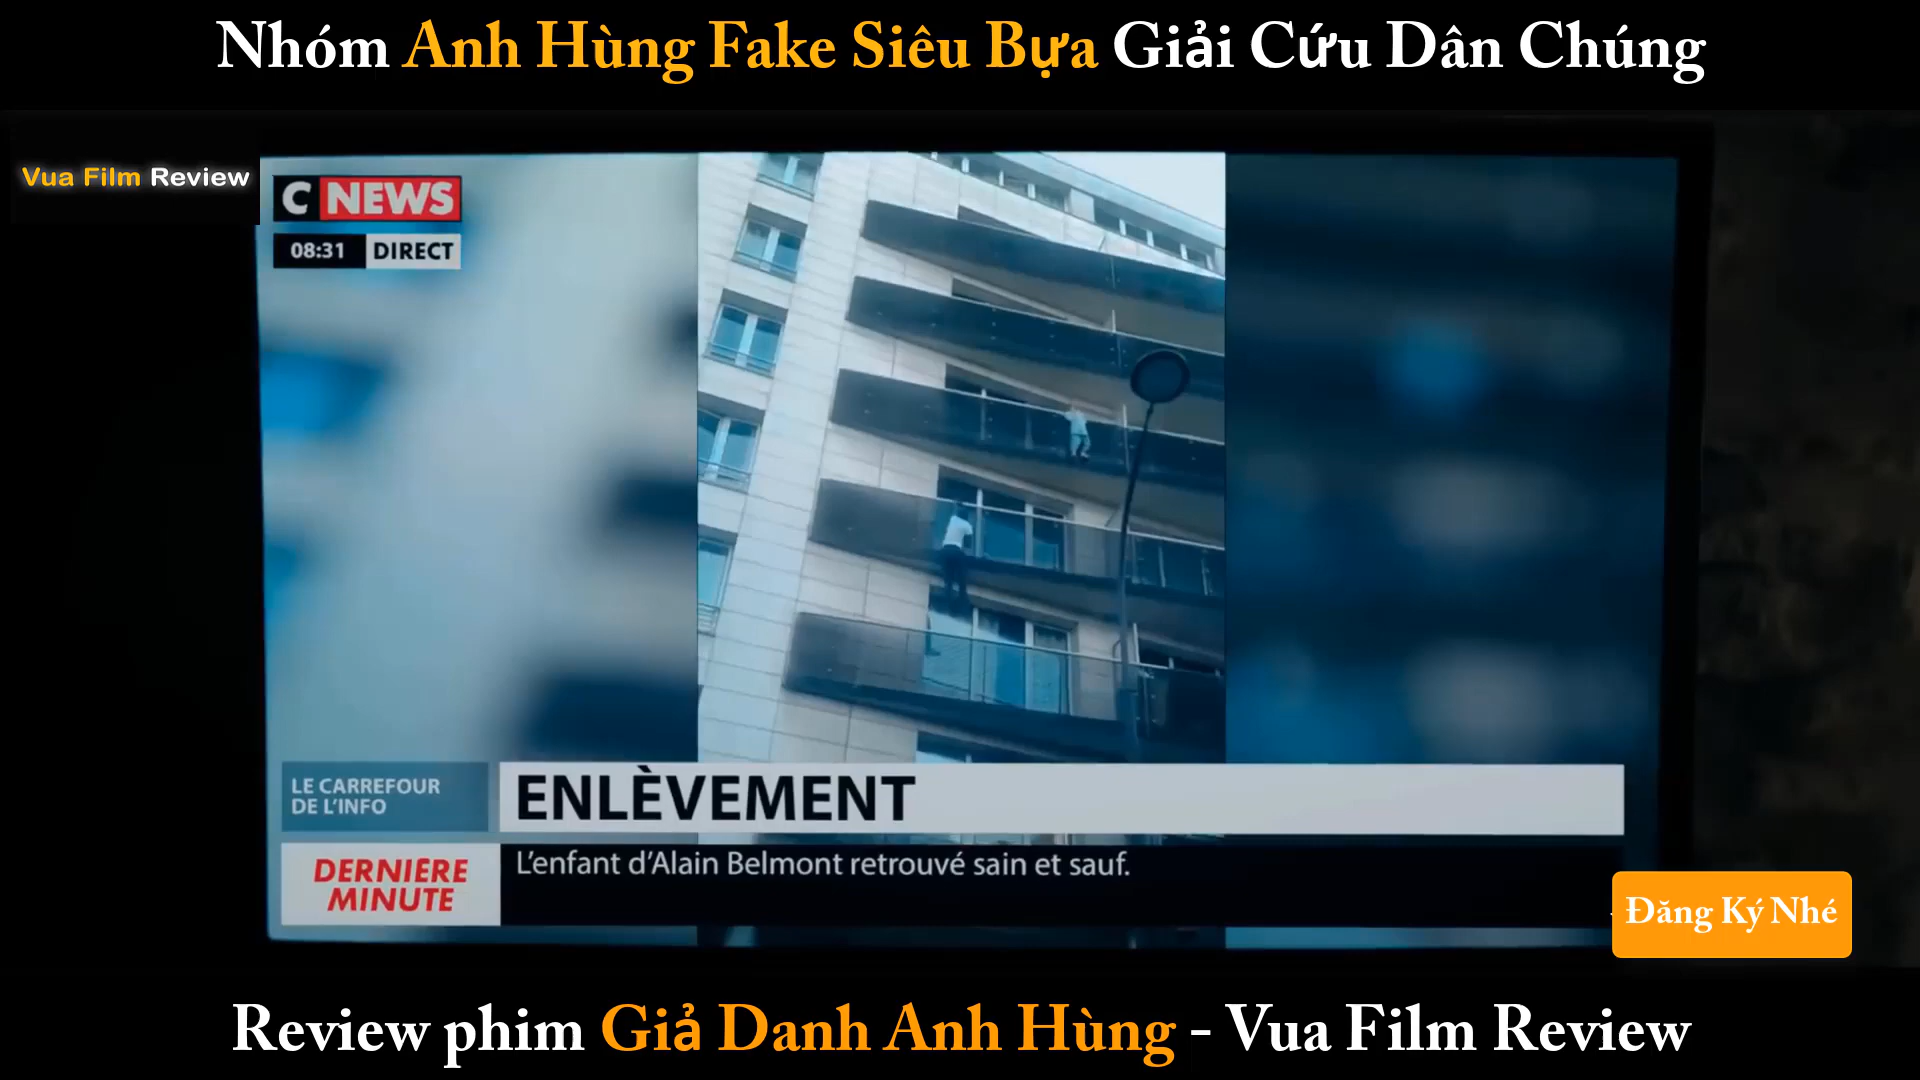 Nhóm Anh Hùng Fake Siêu Bựa Giải Cứu Dân Chúng
Vua Film Review
C NEWS
08:31 DIRECT
LE CARREFOUR
DE L'INFO
ENLÈVEMENT
DERNIÈRE
MINUTE
L'enfant d'Alain Belmont retrouvé sain et sauf.
Đăng Ký Nhé
Review phim Giả Danh Anh Hùng - Vua Film Review